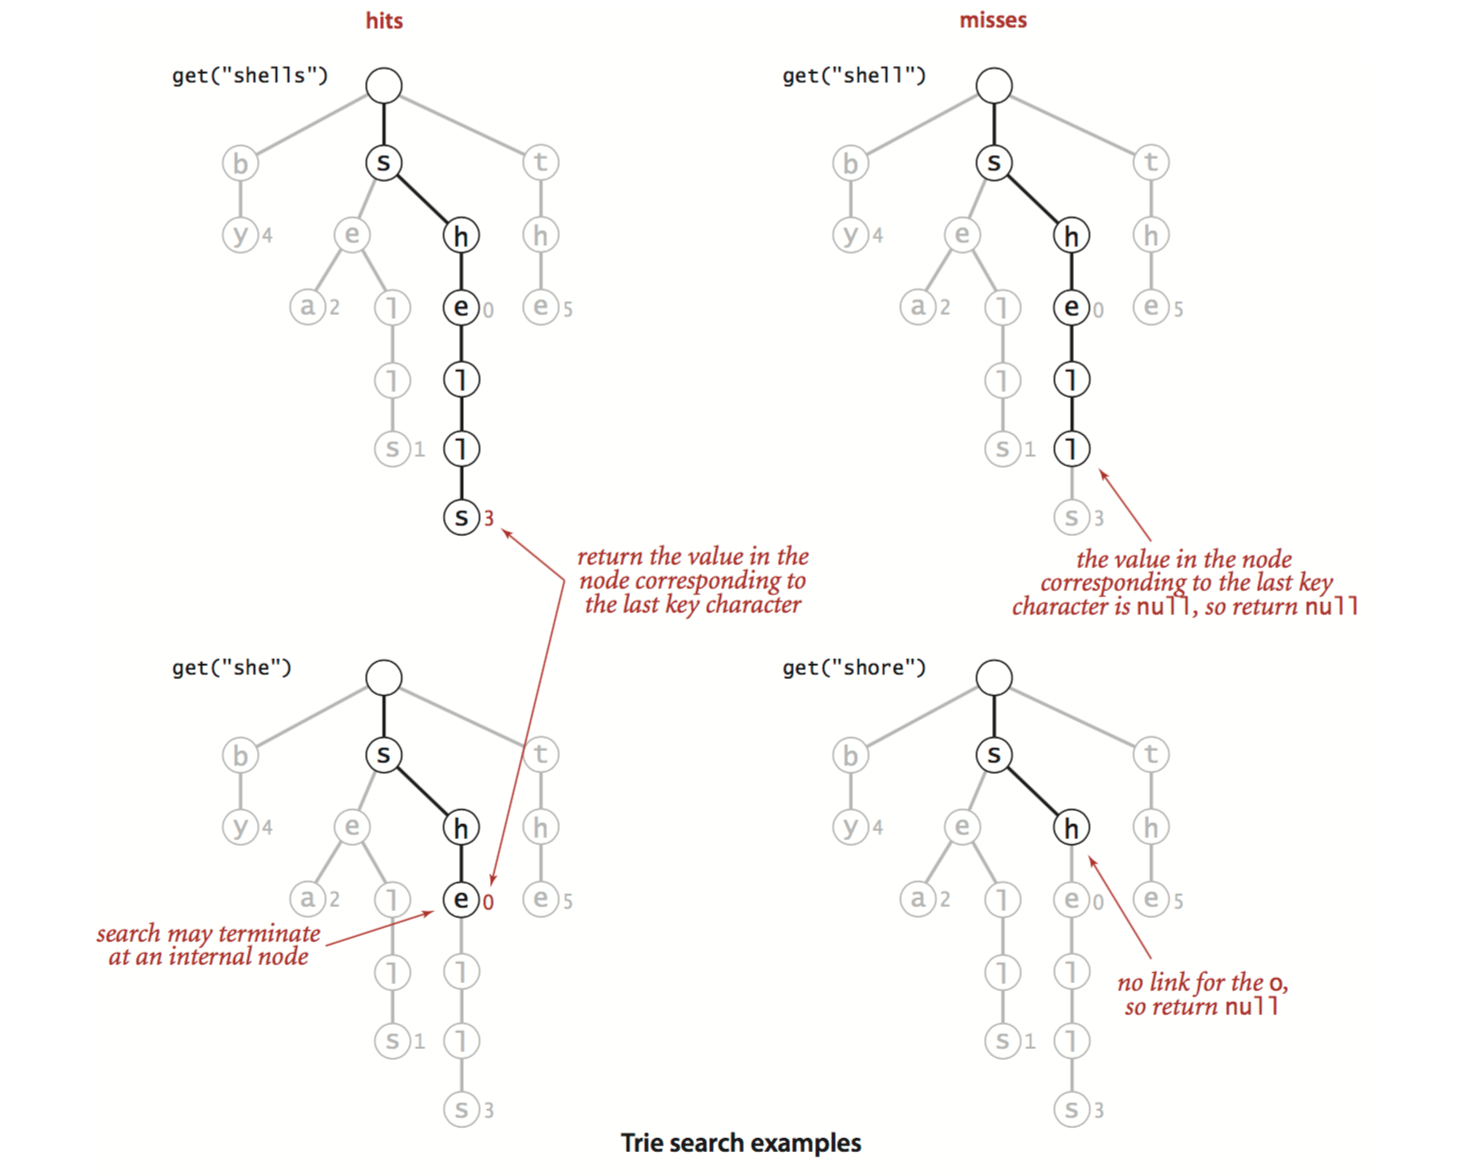 hits
misses
get("shells")
b
s
t
y 4
e
h
h
a 2
l
e 0
e 5
l
l
s 1
l
s 3
return the value in the
node corresponding to
the last key character
get("shell")
b
s
t
y 4
e
h
h
a 2
l
e 0
e 5
l
l
s 1
l
s 3
the value in the node
corresponding to the last key
character is null, so return null
get("she")
b
s
t
y 4
e
h
h
a 2
l
e 0
e 5
search may terminate
at an internal node
l
l
s 1
l
s 3
get("shore")
b
s
t
y 4
e
h
h
a 2
l
e 0
e 5
l
l
s 1
l
s 3
no link for the o,
so return null
Trie search examples